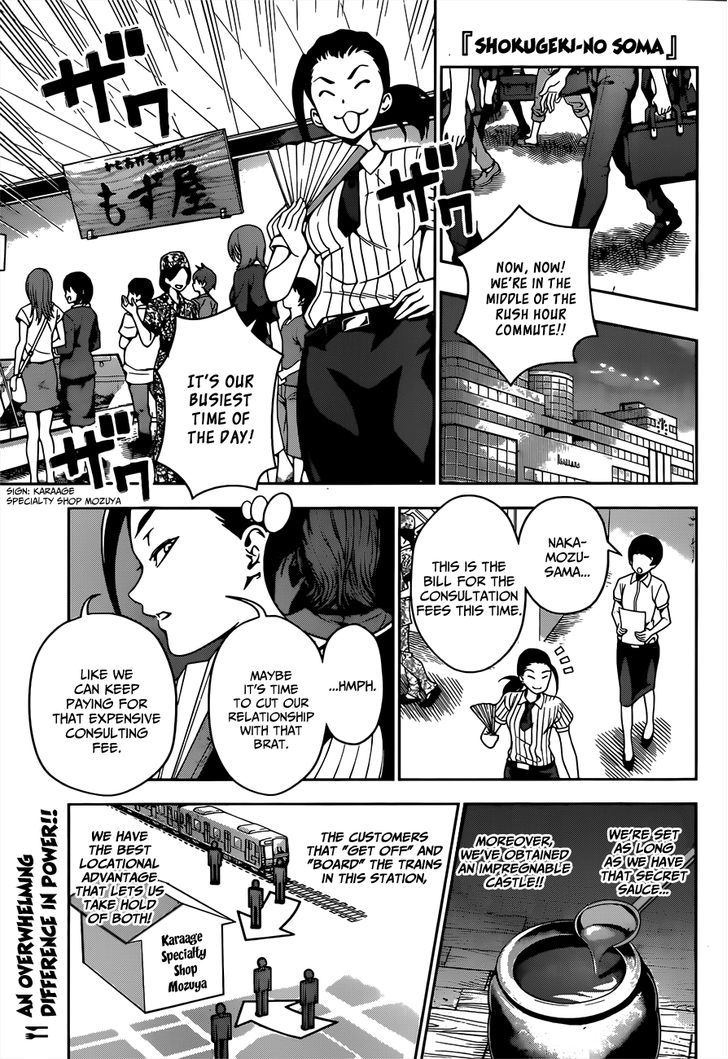 『SHOKUGEKI-NO SOMA』
NOW, NOW!
WE'RE IN THE
MIDDLE OF THE
RUSH HOUR
COMMUTE!!
ザワ
ザワ
もず屋
IT'S OUR
BUSIEST
TIME OF
THE DAY!
ザワ
SIGN: KARAAGE
SPECIALTY SHOP MOZUYA
NAKA-
MOZU-
SAMA...
THIS IS THE
BILL FOR THE
CONSULTATION
FEES THIS TIME.
...HMPH.
MAYBE
IT'S TIME
TO CUT OUR
RELATIONSHIP
WITH THAT
BRAT.
LIKE WE
CAN KEEP
PAYING FOR
THAT EXPENSIVE
CONSULTING
FEE.
WE'RE SET
AS LONG
AS WE HAVE
THAT SECRET
SAUCE...
MOREOVER,
WE'VE OBTAINED
AN IMPREGNABLE
CASTLE!!
THE CUSTOMERS
THAT "GET OFF" AND
"BOARD" THE TRAINS
IN THIS STATION,
WE HAVE
THE BEST
LOCATIONAL
ADVANTAGE
THAT LETS US
TAKE HOLD
OF BOTH!
Karaage
Specialty
Shop
Mozuya
AN OVERWHELMING
DIFFERENCE IN POWER!!